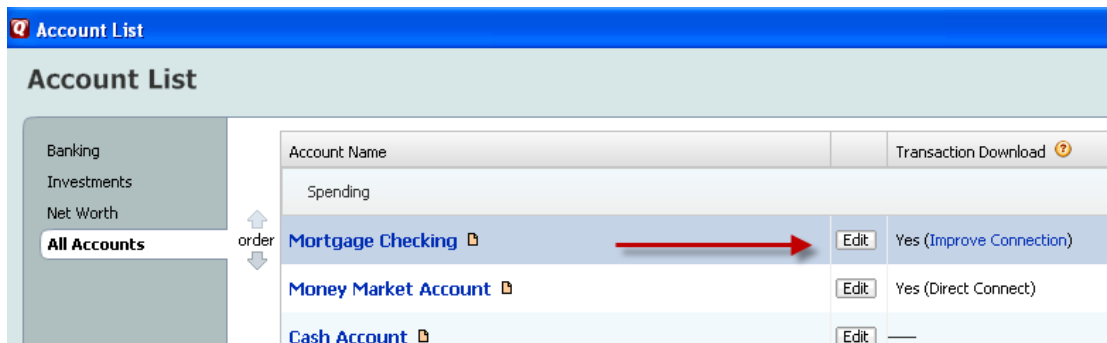 Account List
Account List
Banking
Investments
Net Worth
All Accounts
order
Account Name Transaction Download ?
Spending
Mortgage Checking Edit Yes (Improve Connection)
Money Market Account Edit Yes (Direct Connect)
Cash Account Edit —